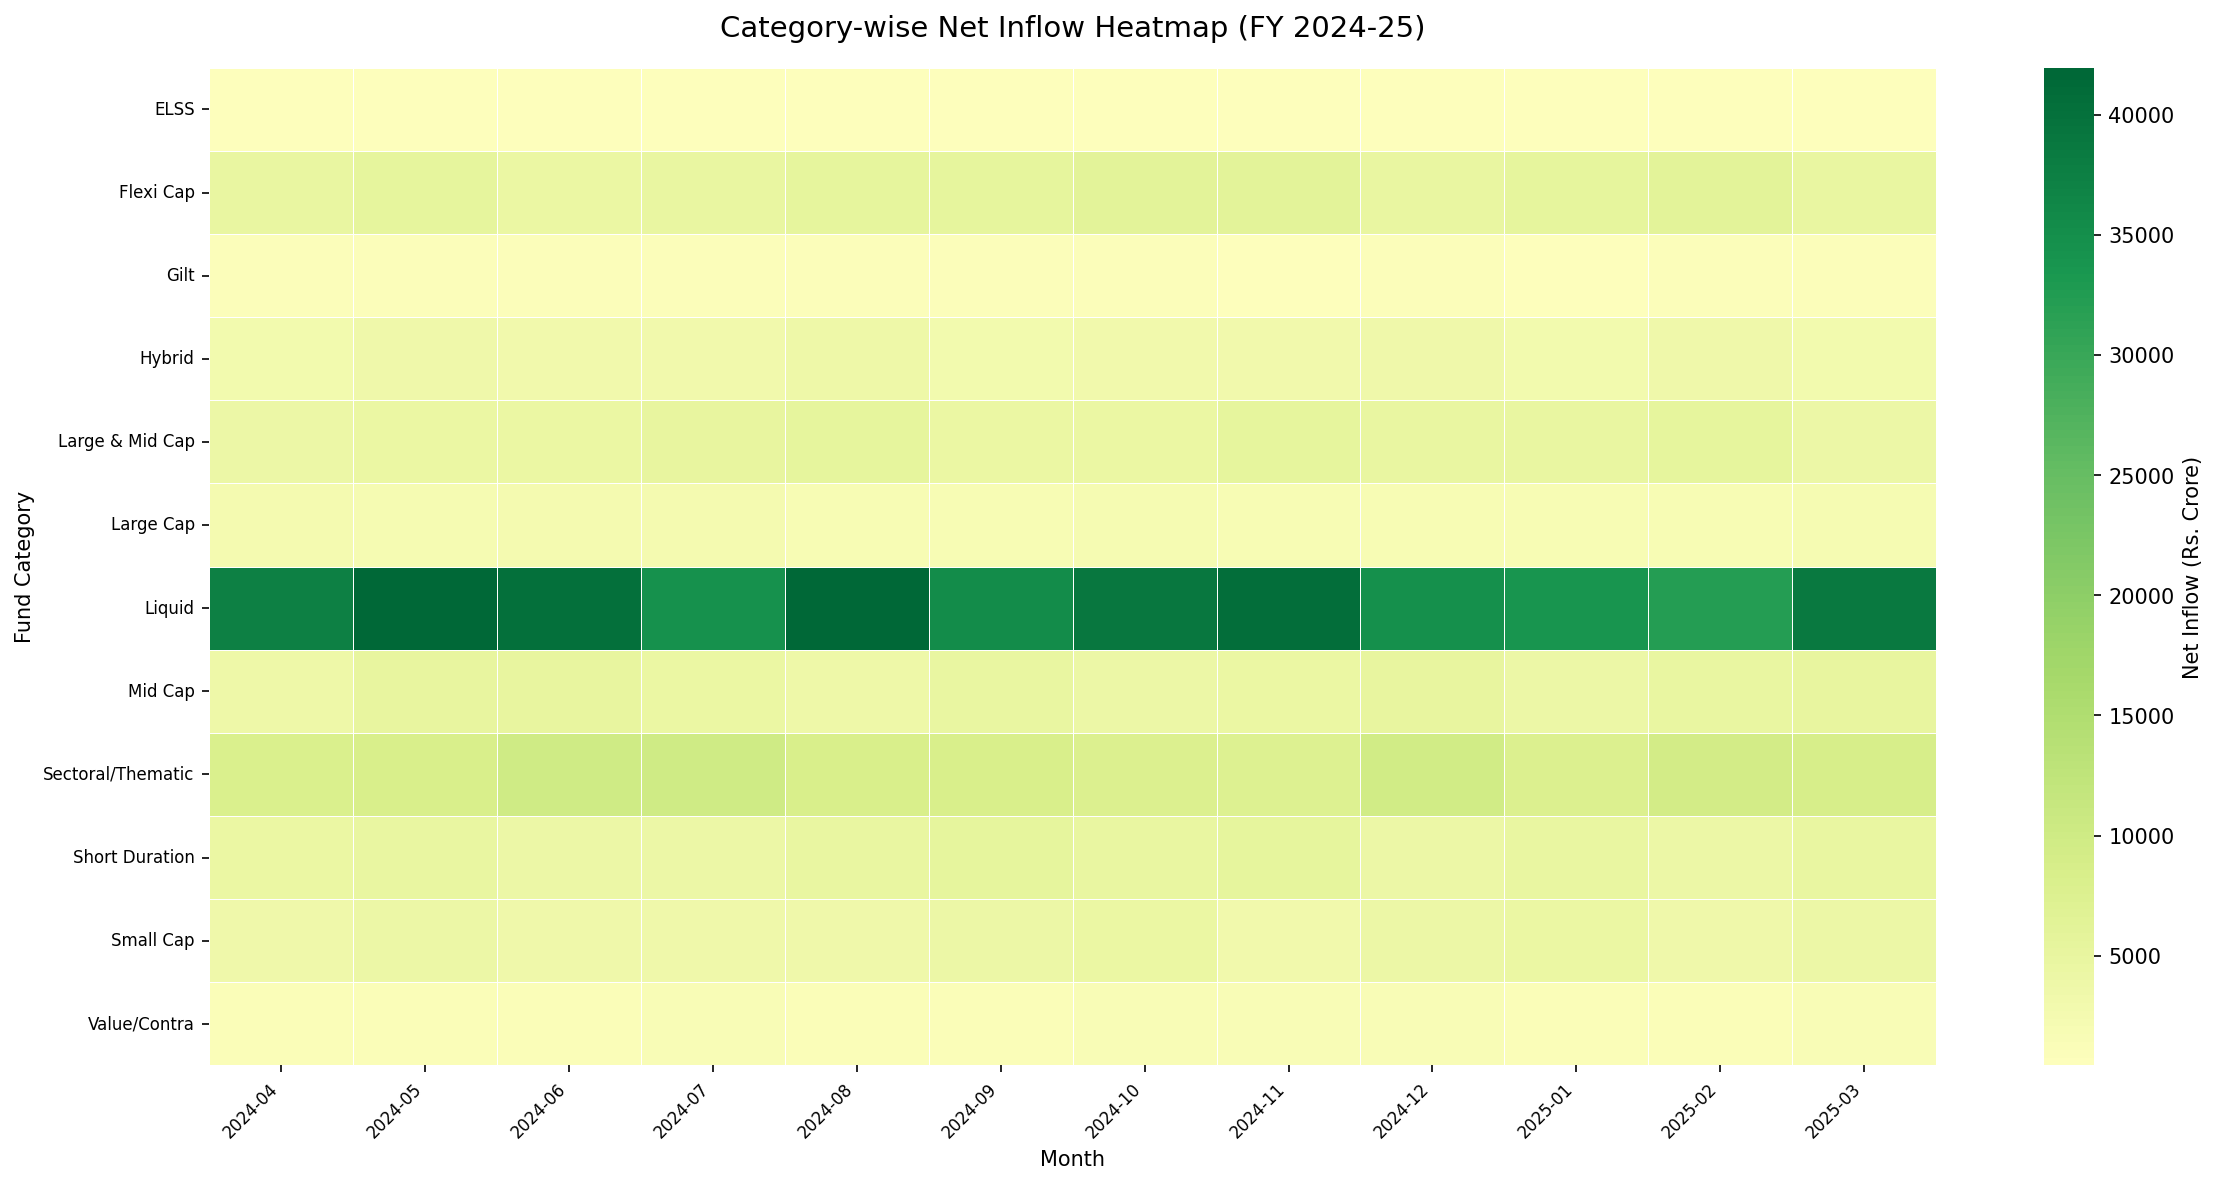 Category-wise Net Inflow Heatmap (FY 2024-25)
Fund Category
ELSS
Flexi Cap
Gilt
Hybrid
Large & Mid Cap
Large Cap
Liquid
Mid Cap
Sectoral/Thematic
Short Duration
Small Cap
Value/Contra
2024-04
2024-05
2024-06
2024-07
2024-08
2024-09
2024-10
2024-11
2024-12
2025-01
2025-02
2025-03
Month
40000
35000
30000
25000
20000
15000
10000
5000
Net Inflow (Rs. Crore)